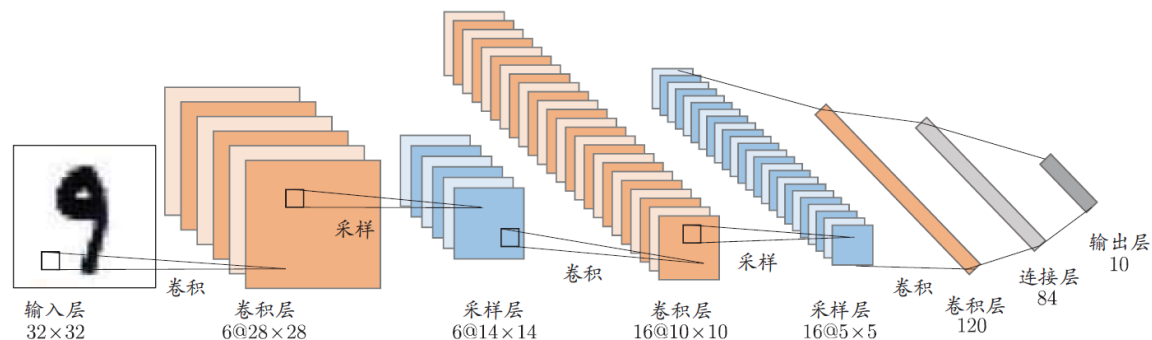 采样
卷积
卷积
采样
卷积
输入层
32×32
卷积层
6@28×28
采样层
6@14×14
卷积层
16@10×10
采样层
16@5×5
卷积层
120
连接层
84
输出层
10
9